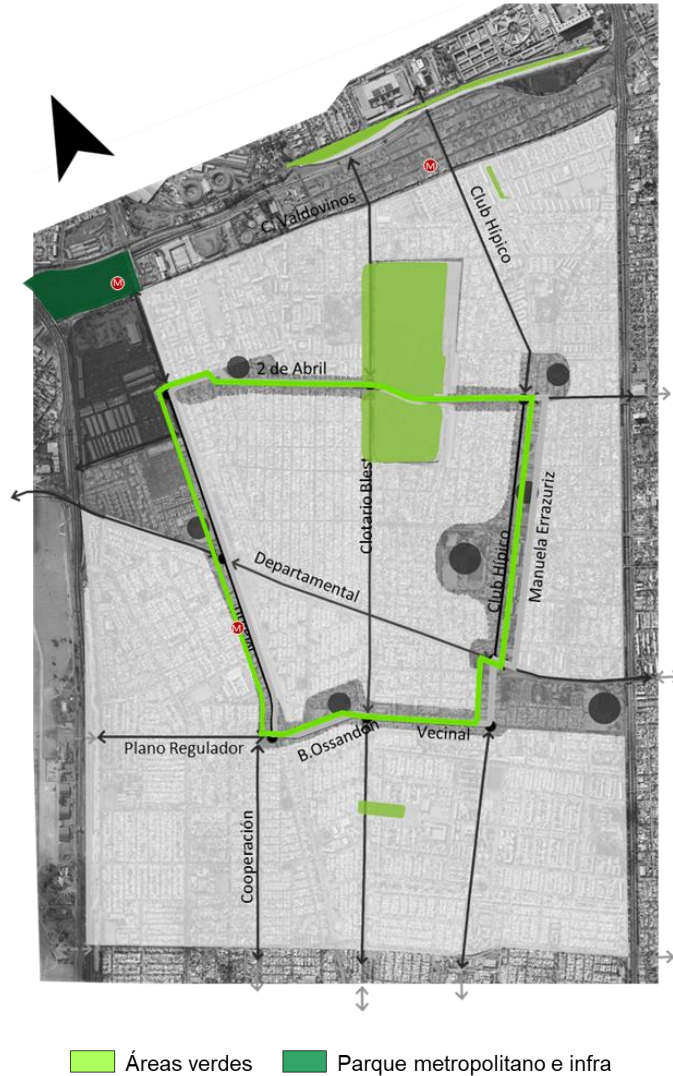 C. Valdovinos
Club Hípico
M
M
2 de Abril
Clotario Blest
Manuela Errazuriz
Club Hípico
Departamental
M
Plano Regulador
B.Ossandón
Vecinal
Cooperación
Áreas verdes
Parque metropolitano e infra